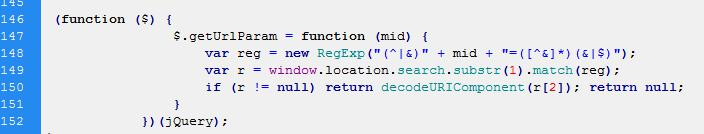 145
146 (function ($) {
147 $.getUrlParam = function (mid) {
148 var reg = new RegExp("(^|&)" + mid + "=([^&]*)(&|$)");
149 var r = window.location.search.substr(1).match(reg);
150 if (r != null) return decodeURIComponent(r[2]); return null;
151 }
152 })(jQuery);